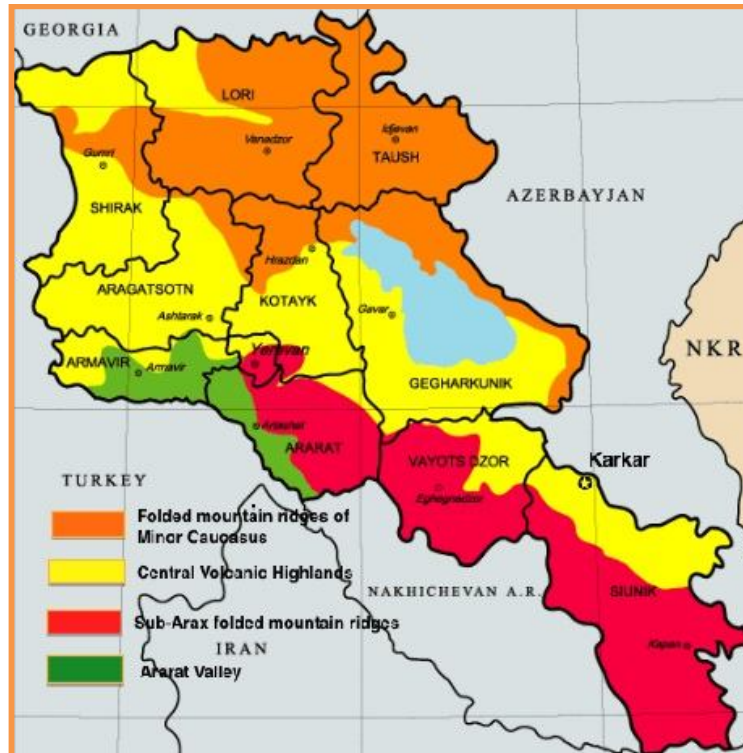 GEORGIA
LORI
Vanadzor
Idjevan
TAUSH
Gumri
AZERBAYJAN
SHIRAK
Hrazdan
ARAGATSOTN
KOTAYK
Ashtarak
Gavar
ARMAVIR
Armavir
Yerevan
NKR
GEGHARKUNIK
Artashat
ARARAT
VAYOTS DZOR
Karkar
TURKEY
Eghegnadzor
Folded mountain ridges of
Minor Caucasus
Central Volcanic Highlands
NAKHICHEVAN A.R.
SIUNIK
Sub-Arax folded mountain ridges
IRAN
Kapan
Ararat Valley